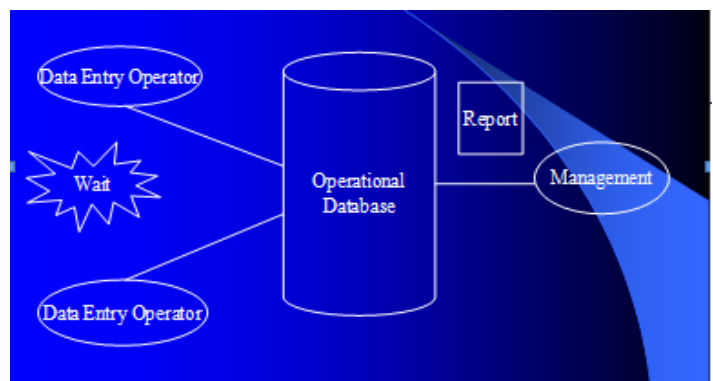 Data Entry Operator
Wait
Data Entry Operator
Operational
Database
Report
Management